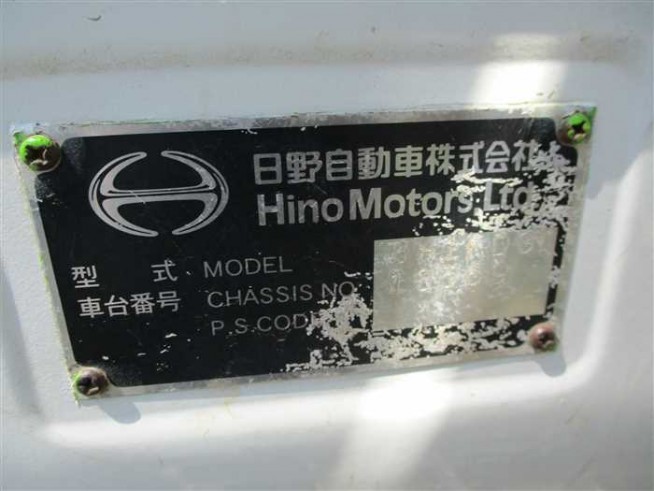 日野自動車株式会社
Hino Motors, Ltd.
型 式 MODEL
車台番号 CHASSIS NO.
P.S.CODE